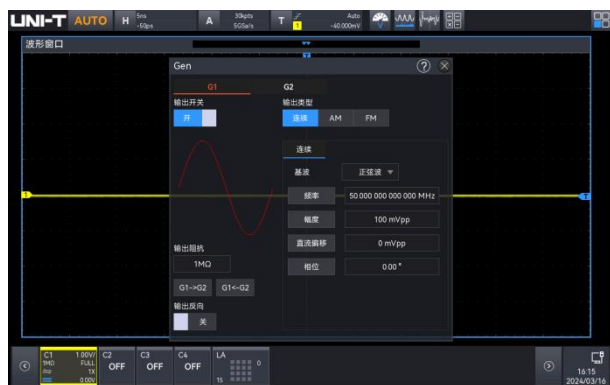 UNI-T AUTO H 5ns -50ps A 30kpts 5GSa/s T 1 Auto -40.000mV
波形窗口
T
Gen ?
G1 G2
输出开关 输出类型
开 连续 AM FM
连续
基波 正弦波
频率 50.000 000 000 000 MHz
幅度 100 mVpp
输出阻抗 直流偏移 0 mVpp
1MΩ 相位 0.00 °
G1->G2 G1<-G2
输出反向
关
1 T
C1 1.00V/ C2 C3 C4 LA
1MΩ FULL OFF OFF OFF 0
1X
0.00V 15
16:15
2024/03/16